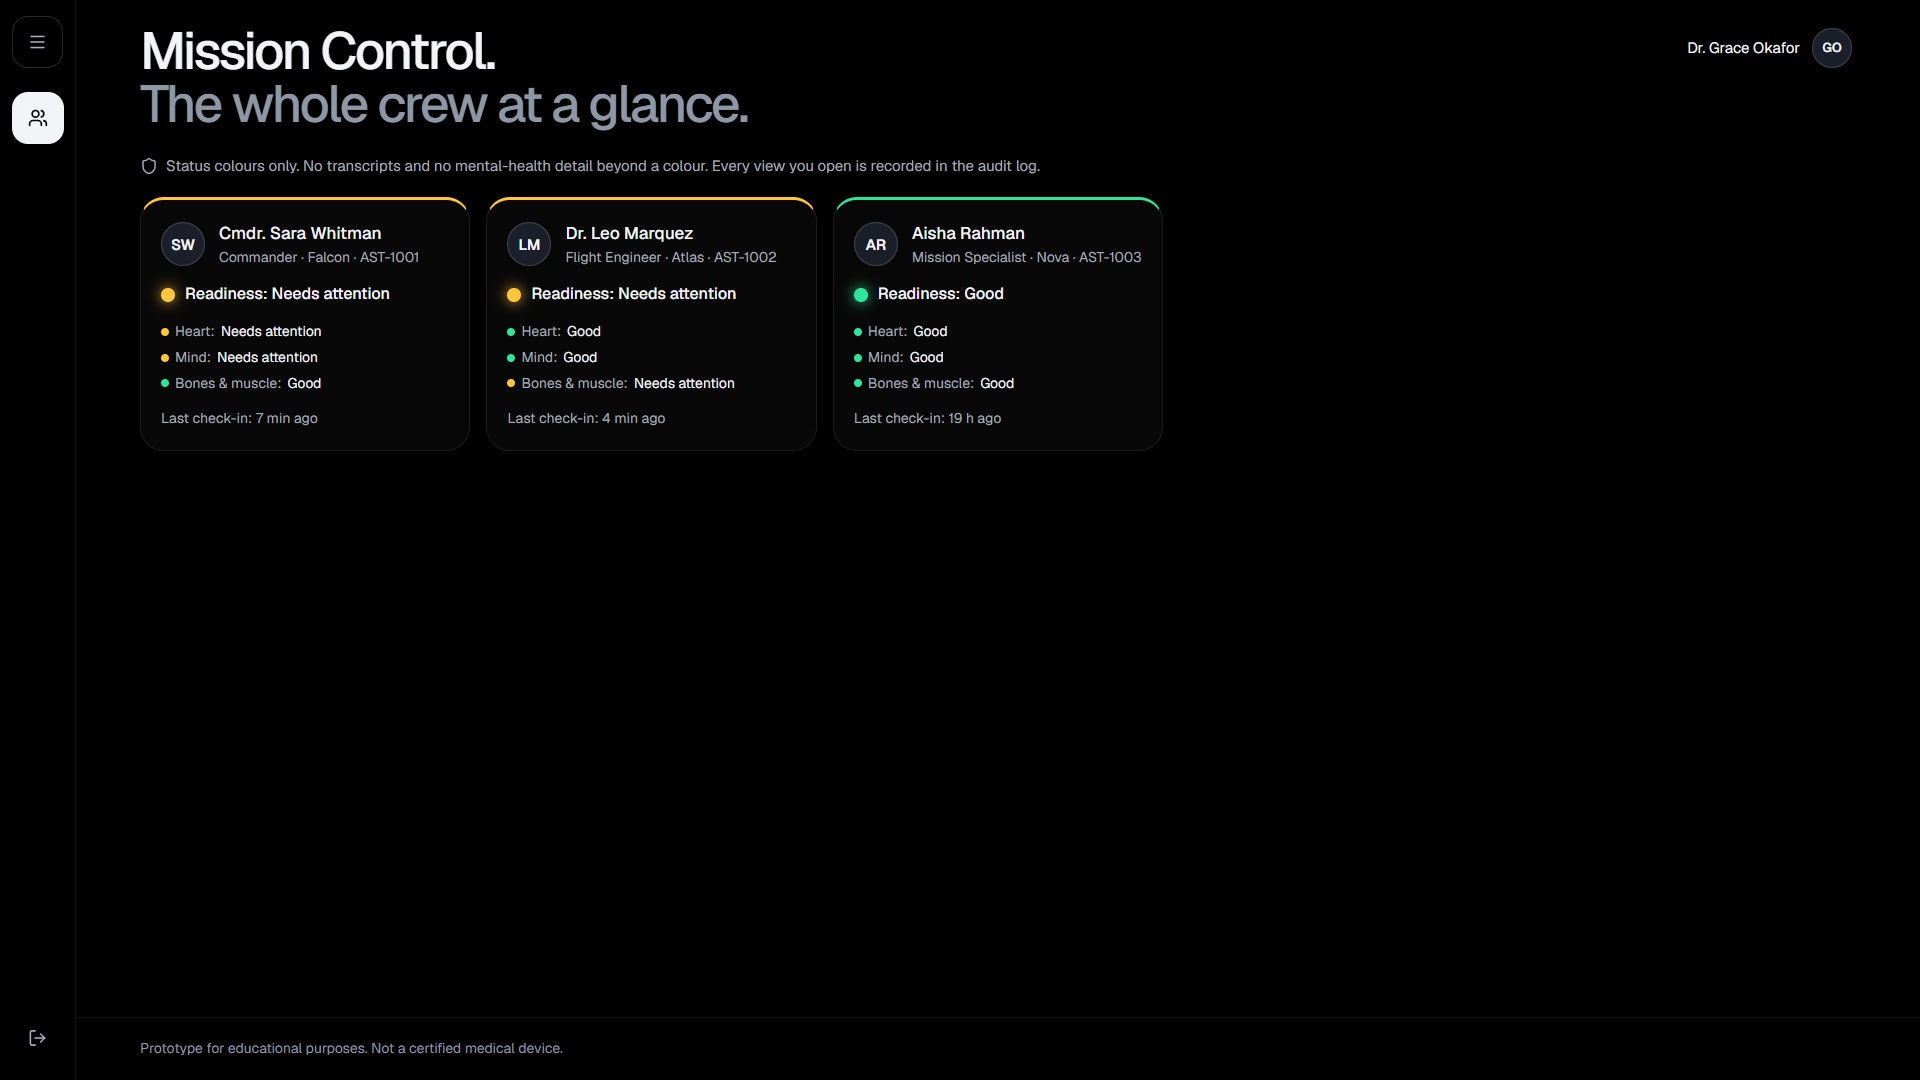 Mission Control.
The whole crew at a glance.
Dr. Grace Okafor
GO
Status colours only. No transcripts and no mental-health detail beyond a colour. Every view you open is recorded in the audit log.
SW
Cmdr. Sara Whitman
Commander · Falcon · AST-1001
Readiness: Needs attention
Heart: Needs attention
Mind: Needs attention
Bones & muscle: Good
Last check-in: 7 min ago
LM
Dr. Leo Marquez
Flight Engineer · Atlas · AST-1002
Readiness: Needs attention
Heart: Good
Mind: Good
Bones & muscle: Needs attention
Last check-in: 4 min ago
AR
Aisha Rahman
Mission Specialist · Nova · AST-1003
Readiness: Good
Heart: Good
Mind: Good
Bones & muscle: Good
Last check-in: 19 h ago
Prototype for educational purposes. Not a certified medical device.